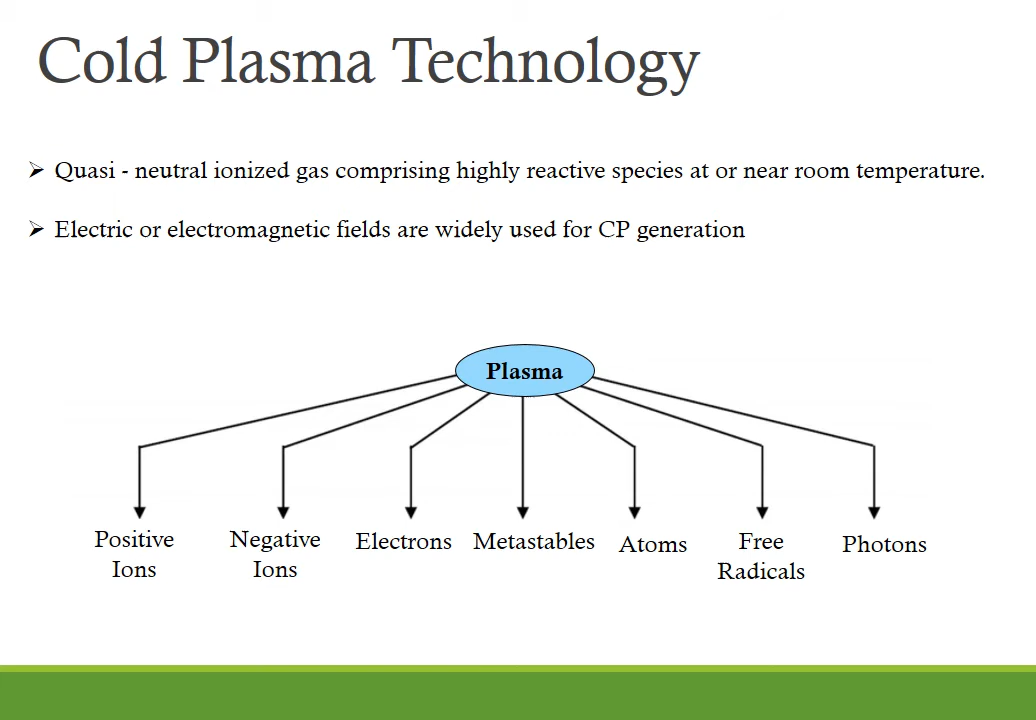 Cold Plasma Technology
➢ Quasi - neutral ionized gas comprising highly reactive species at or near room temperature.
➢ Electric or electromagnetic fields are widely used for CP generation
Plasma
Positive
Ions
Negative
Ions
Electrons
Metastables
Atoms
Free
Radicals
Photons